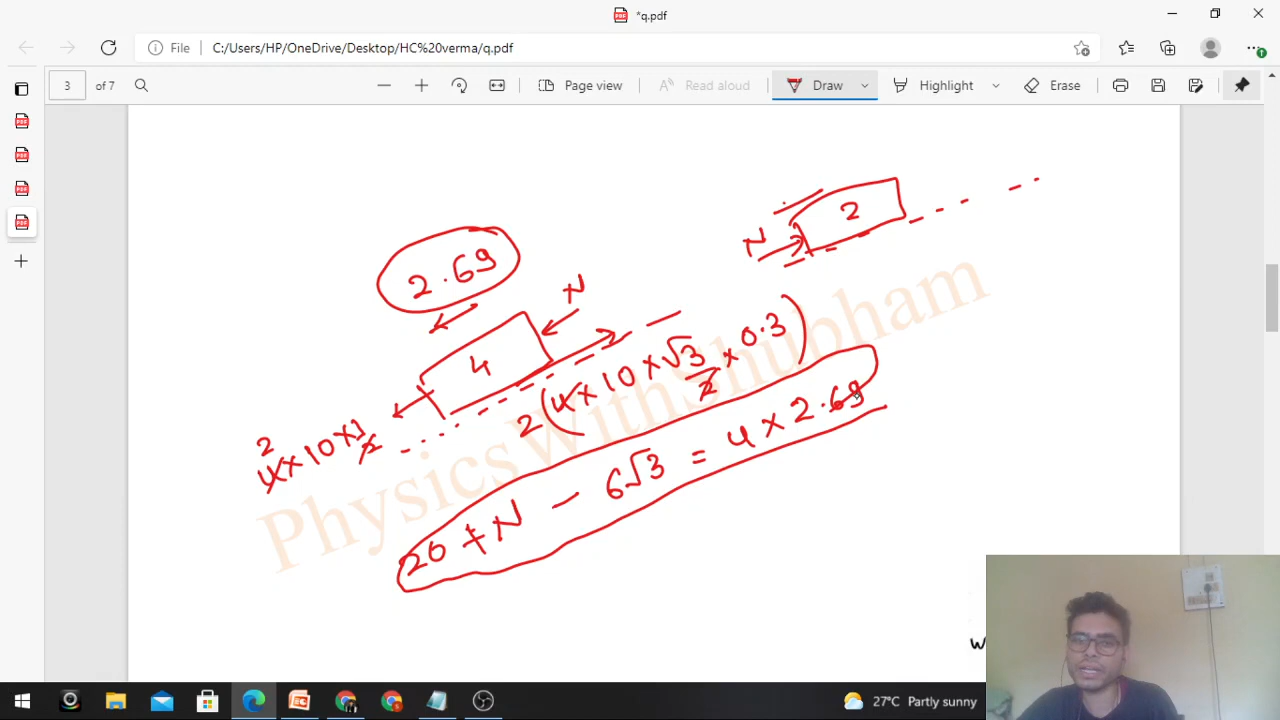 *q.pdf
File C:/Users/HP/OneDrive/Desktop/HC%20verma/q.pdf
3 of 7 Page view Read aloud Draw Highlight Erase
2
N
2.69
N
4
2(4×10×√3/2×0.3)
2
4×10×1/2
20+N-6√3=4×2.69
PhysicsWithShubham
W
27°C Partly sunny